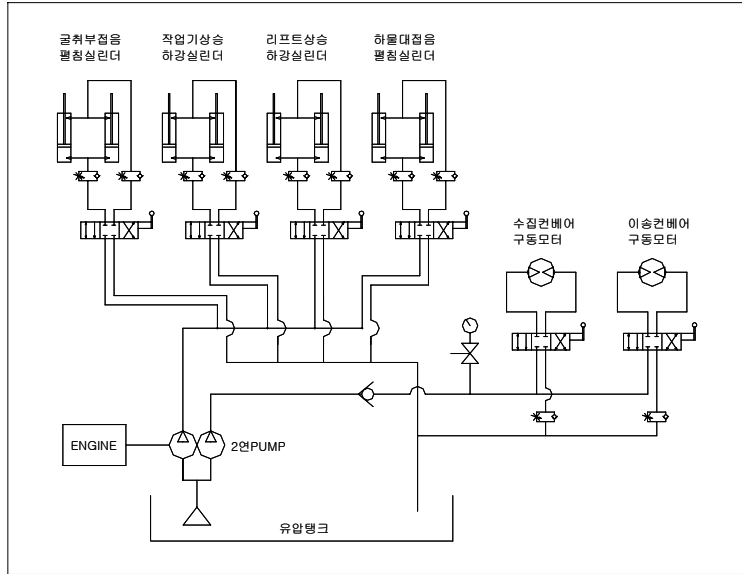 굴취부접음
펼침실린더
작업기상승
하강실린더
리프트상승
하강실린더
하물대접음
펼침실린더
수집컨베어
구동모터
이송컨베어
구동모터
ENGINE
2연PUMP
유압탱크